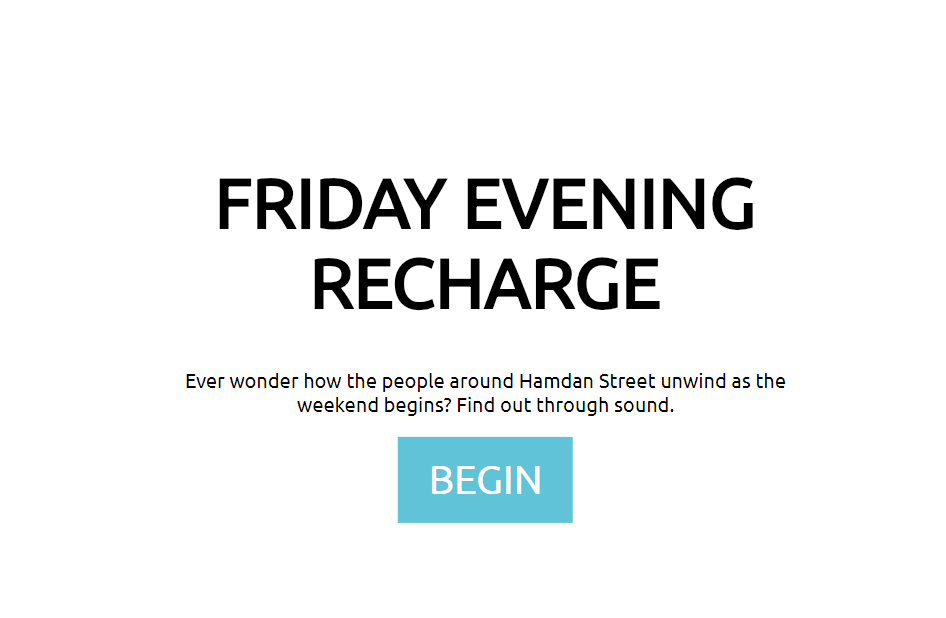 FRIDAY EVENING
RECHARGE
Ever wonder how the people around Hamdan Street unwind as the
weekend begins? Find out through sound.
BEGIN